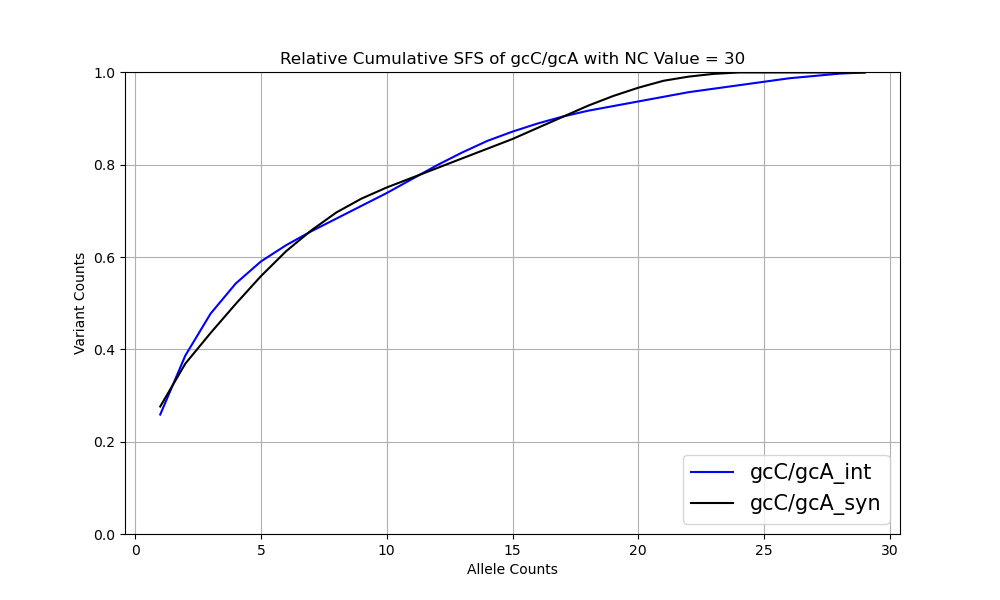 Relative Cumulative SFS of gcC/gcA with NC Value = 30
1.0
0.8
0.6
0.4
0.2
0.0
Variant Counts
0 5 10 15 20 25 30
Allele Counts
gcC/gcA_int
gcC/gcA_syn